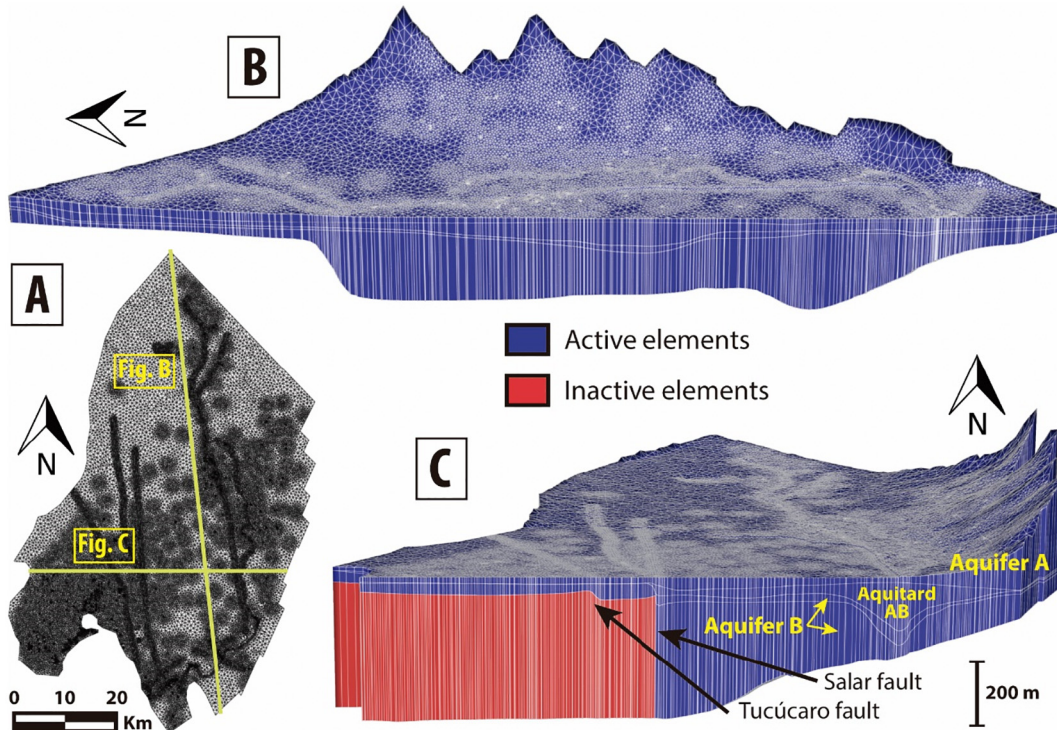 B
N
A
Fig. B
N
Fig. C
0 10 20
Km
Active elements
Inactive elements
N
C
Aquifer A
Aquitard
AB
Aquifer B
Salar fault
Tucúcaro fault
200 m